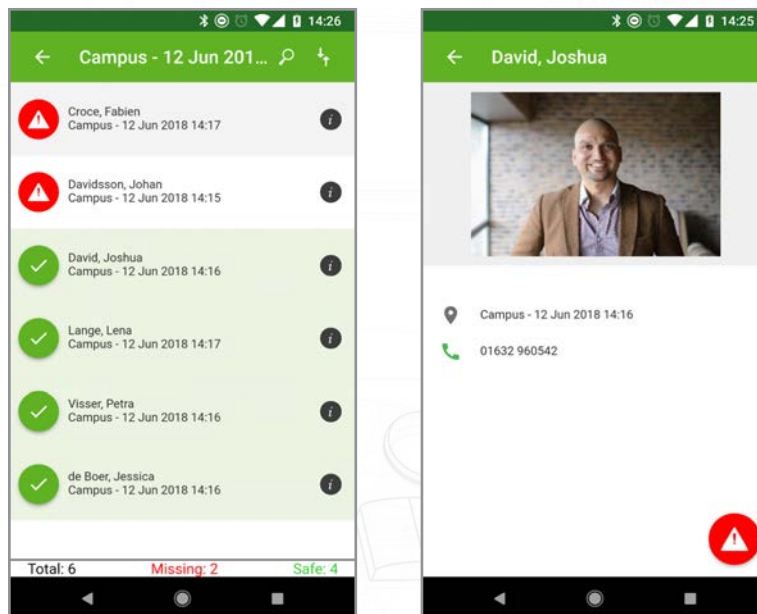 14:26
Campus - 12 Jun 201...
Croce, Fabien
Campus - 12 Jun 2018 14:17
Davidsson, Johan
Campus - 12 Jun 2018 14:15
David, Joshua
Campus - 12 Jun 2018 14:16
Lange, Lena
Campus - 12 Jun 2018 14:17
Visser, Petra
Campus - 12 Jun 2018 14:16
de Boer, Jessica
Campus - 12 Jun 2018 14:16
Total: 6 Missing: 2 Safe: 4
14:25
David, Joshua
Campus - 12 Jun 2018 14:16
01632 960542